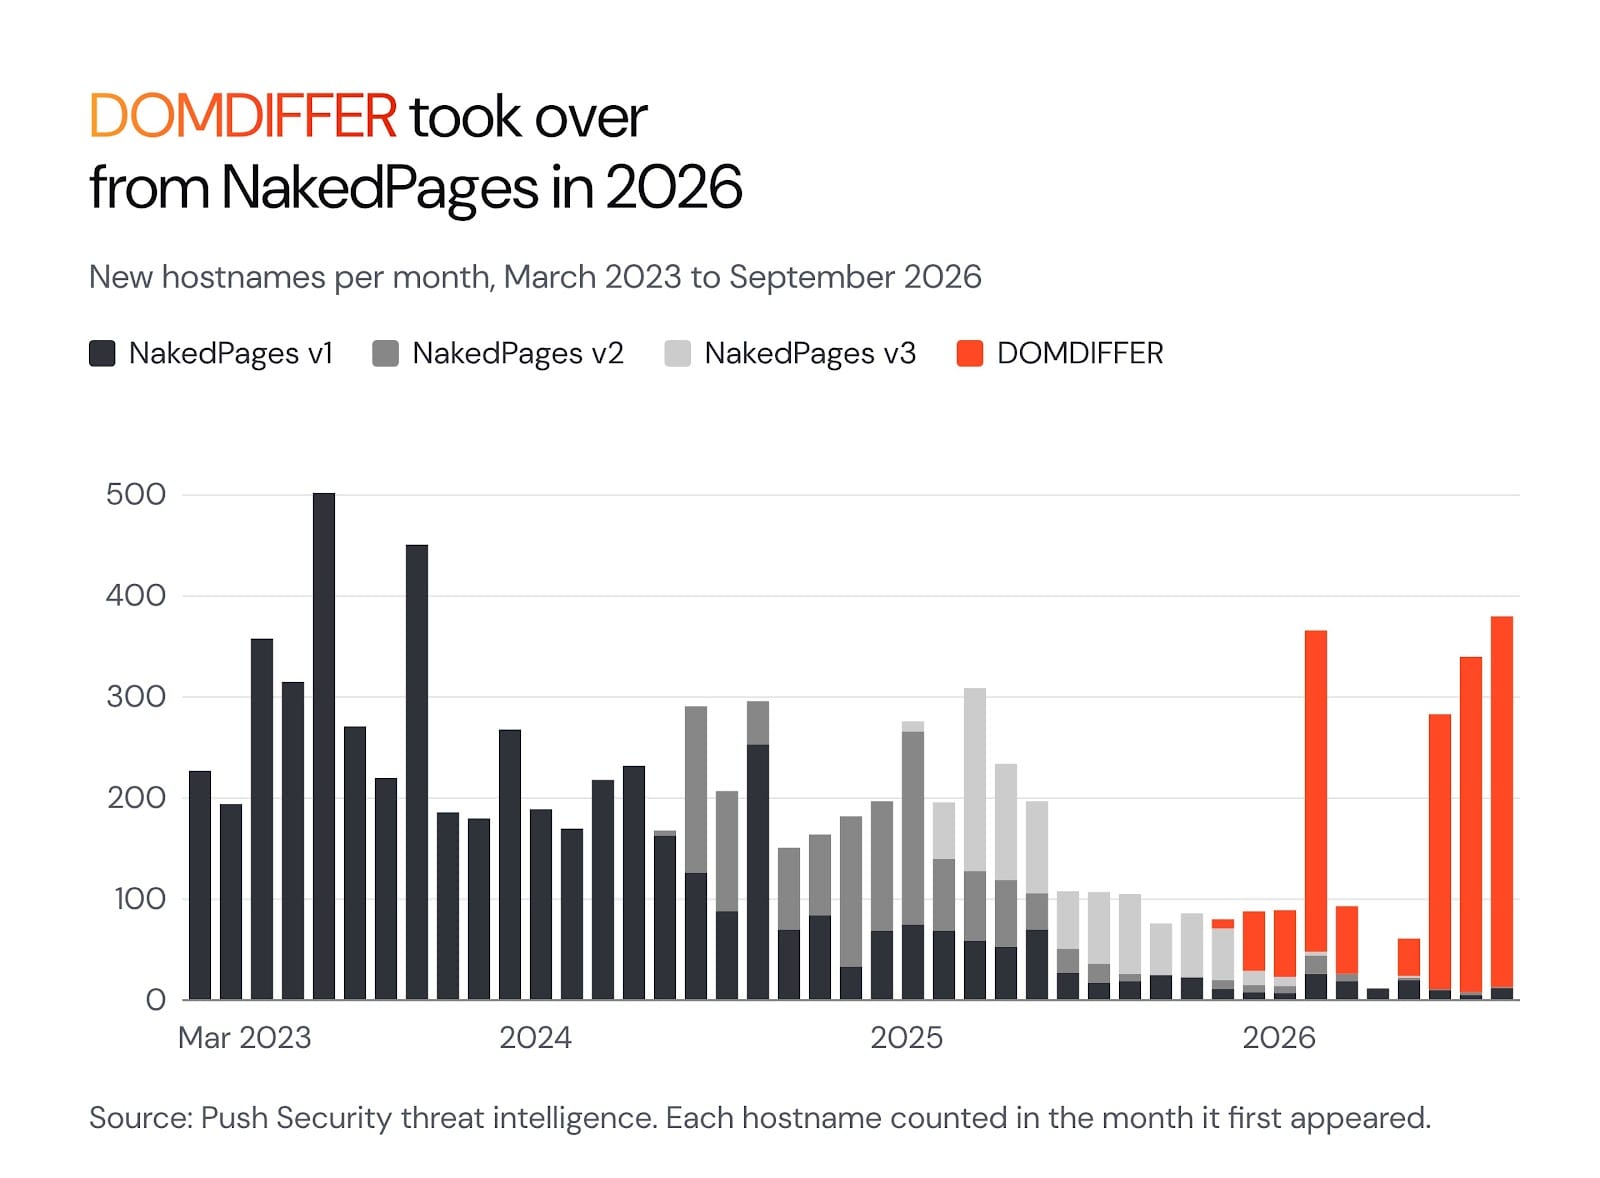 DOMDIFFER took over
from NakedPages in 2026
New hostnames per month, March 2023 to September 2026
NakedPages v1 NakedPages v2 NakedPages v3 DOMDIFFER
500
400
300
200
100
0
Mar 2023 2024 2025 2026
Source: Push Security threat intelligence. Each hostname counted in the month it first appeared.